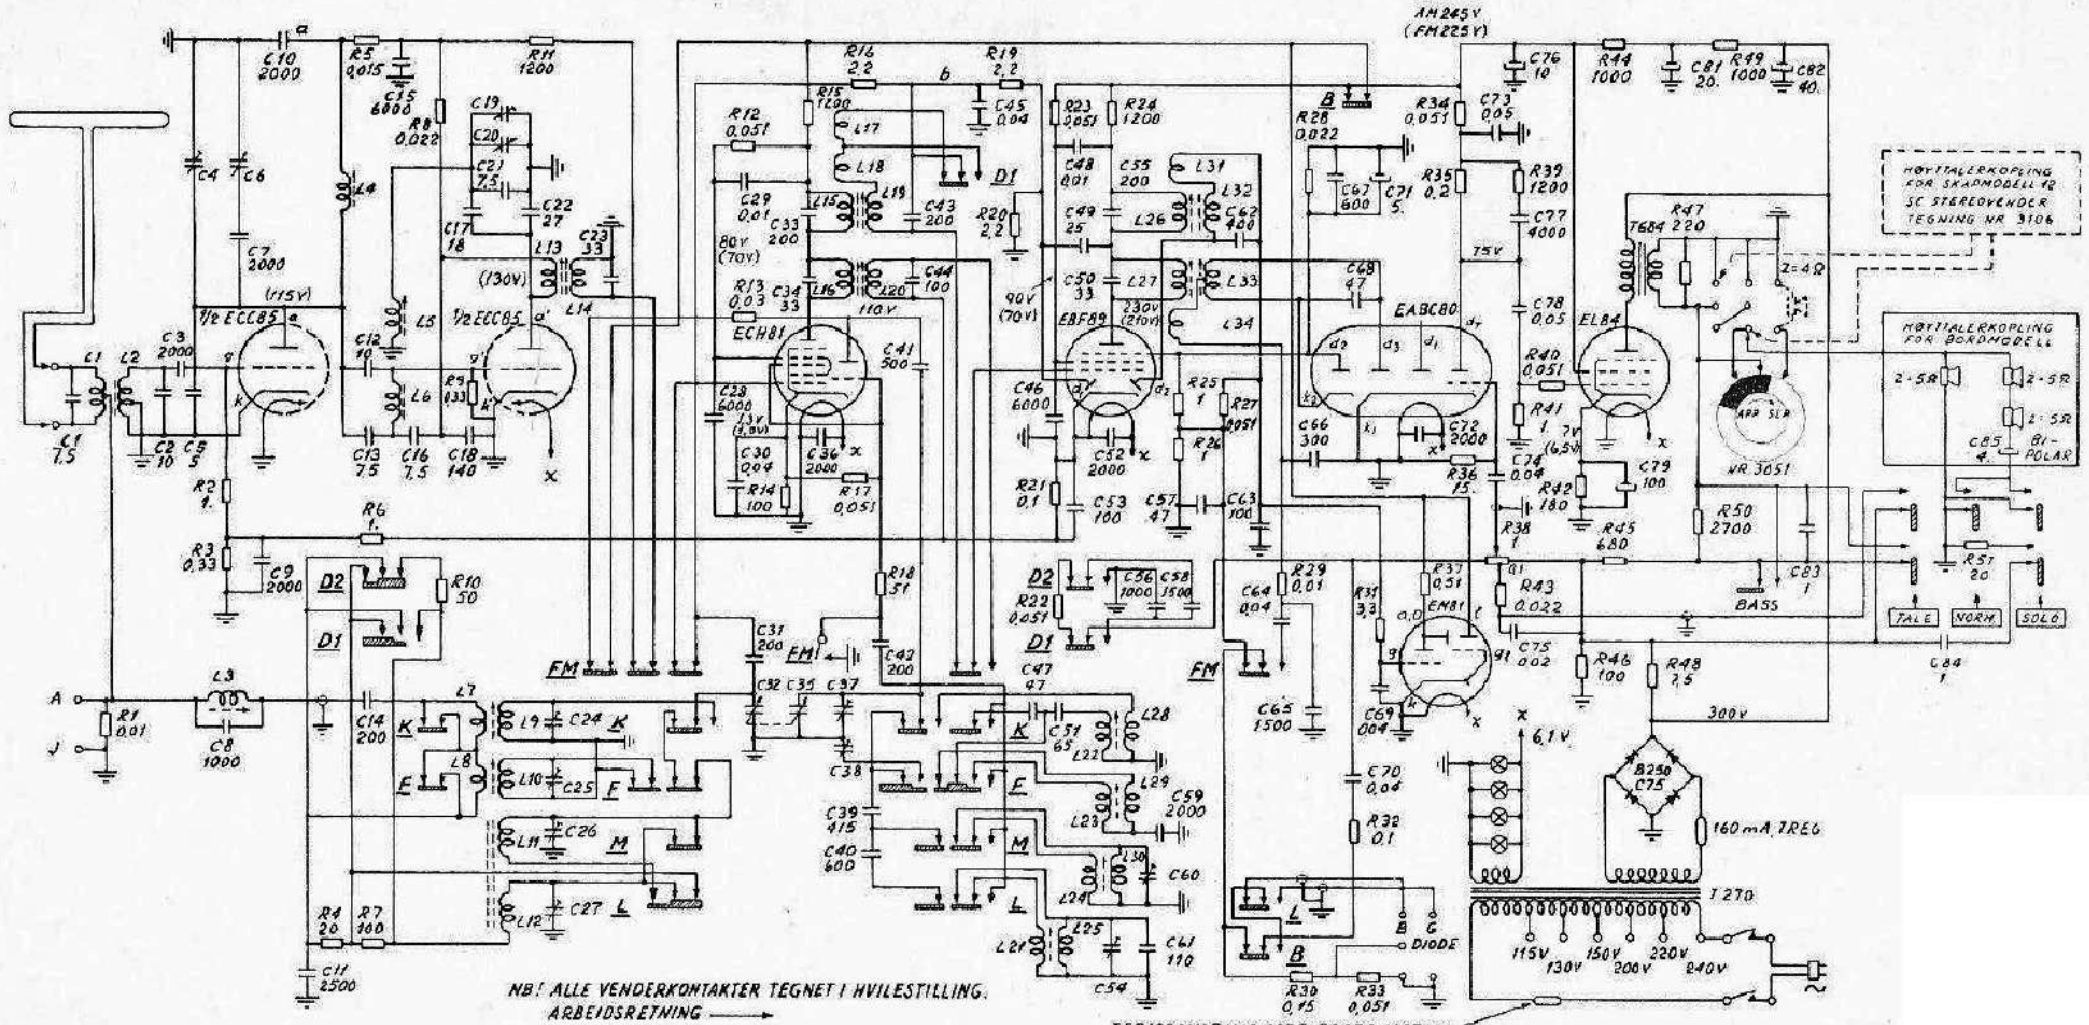 AM 245V
(FM 225V)
a
C10
2000
R5
0,015
C15
6000
R11
1200
R8
0,022
C19
C20
C21
7,5
C17
18
C22
27
C23
33
L13
L14
(130V)
C4
C6
C7
2000
L4
L5
L6
(115V)
1/2 ECC85
1/2 ECC85
a
a'
g
g'
k
k'
C3
2000
L1
L2
C1
7,5
C2
10
C5
5
C12
10
R9
0,33
C13
7,5
C16
7,5
C18
140
x
R2
1.
R3
0,33
C9
2000
R6
1.
D2
D1
R10
50
R16
2,2
b
R19
2,2
R15
1200
R12
0,051
L17
L18
C45
0,04
D1
C29
0,01
L15
L19
C33
200
C43
200
R20
2,2
80V
(70V)
R13
0,03
C34
33
L16
L20
C44
100
110V
ECH81
C41
500
C28
6000
C30
0,04
R14
100
C36
2000
x
R17
0,051
R18
51
C42
200
C31
200
FM
FM
R23
0,051
R24
1200
C48
0,01
C55
200
C49
25
L26
L31
L32
C62
400
C50
33
L27
L33
L34
90V
(70V)
230V
(210V)
EBF89
d
d2
C46
6000
C52
2000
x
R21
0,1
C53
100
R25
1
R26
1
R27
0,051
C57
47
C63
100
B
R28
0,022
C67
600
C71
5.
C68
47
EABC80
d2
d3
d1
C66
300
C72
2000
x
R36
15.
C74
0,04
R34
0,051
C73
0,05
R35
0,2
R39
1200
C77
4000
75V
C78
0,05
R40
0,051
R41
1.
C76
10
R44
1000
C81
20.
R49
1000
C82
40.
T684
R47
220
Z=4Ω
EL84
7V
(6,5V)
x
R42
180
C79
100
R38
1
R45
680
R50
2700
C83
1
BASS
ARB SLR
NR 3051
HØYTTALERKOPLING
FOR SKAPMODELL 12
SE STEREOVENDER
TEGNING NR 3106
HØYTTALERKOPLING
FOR BORDMODELL
2-5Ω
2-5Ω
2-5Ω
C85
4.
BI-
POLAR
R51
20
TALE
NORM.
SOLO
C84
1
R43
0,022
C75
0,02
R46
100
R48
7,5
300V
R31
3,3
R37
0,51
EM81
C69
0,04
x
D2
R22
0,051
D1
C56
1000
C58
1500
C64
0,04
R29
0,01
FM
C65
1500
C70
0,04
R32
0,1
A
J
R1
0,01
L3
C8
1000
C14
200
K
F
L7
L8
L9
C24
K
L10
C25
F
L11
C26
M
L12
C27
L
R4
20
R7
100
C11
2500
C32
C35
C37
C38
C39
415
C40
600
C47
47
K
C51
65
L22
L28
F
L29
L23
C59
2000
M
L24
L30
C60
L
L21
L25
C54
C61
110
L
B
B
G
DIODE
R30
0,15
R33
0,051
x
6,1 V
B250
C75
160 mA, TREG
T 270
115V
130V
150V
200V
220V
240V
NB! ALLE VENDERKONTAKTER TEGNET I HVILESTILLING.
ARBEIDSRETNING